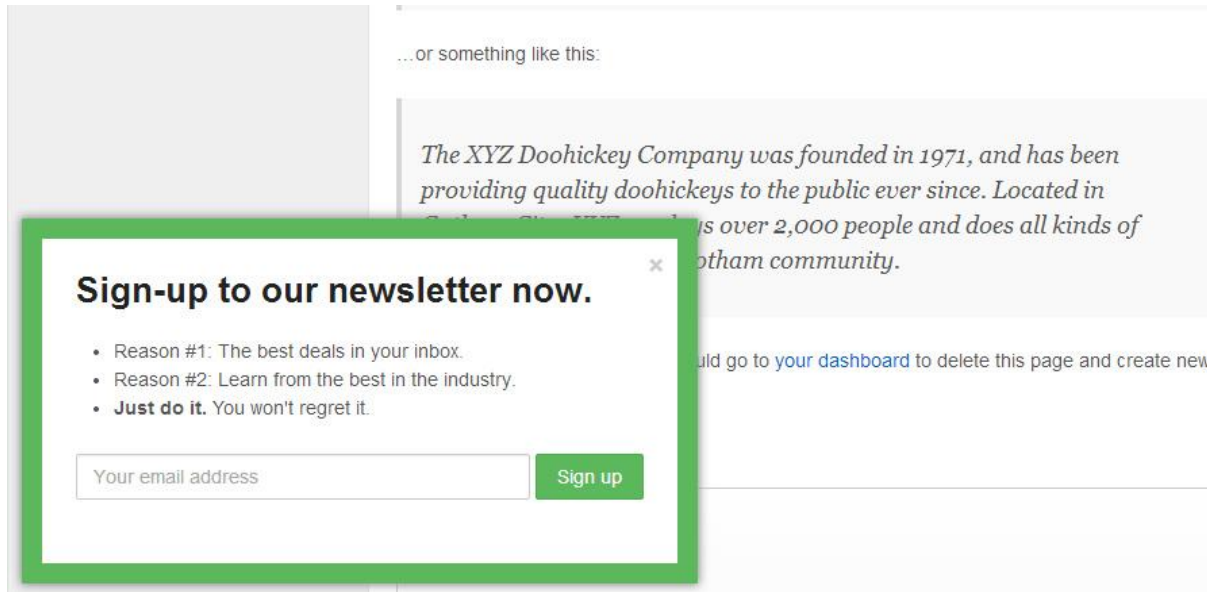 …or something like this:
The XYZ Doohickey Company was founded in 1971, and has been
providing quality doohickeys to the public ever since. Located in
over 2,000 people and does all kinds of
community.
Sign-up to our newsletter now.
×
• Reason #1: The best deals in your inbox.
• Reason #2: Learn from the best in the industry.
• Just do it. You won't regret it.
go to your dashboard to delete this page and create new
Your email address
Sign up